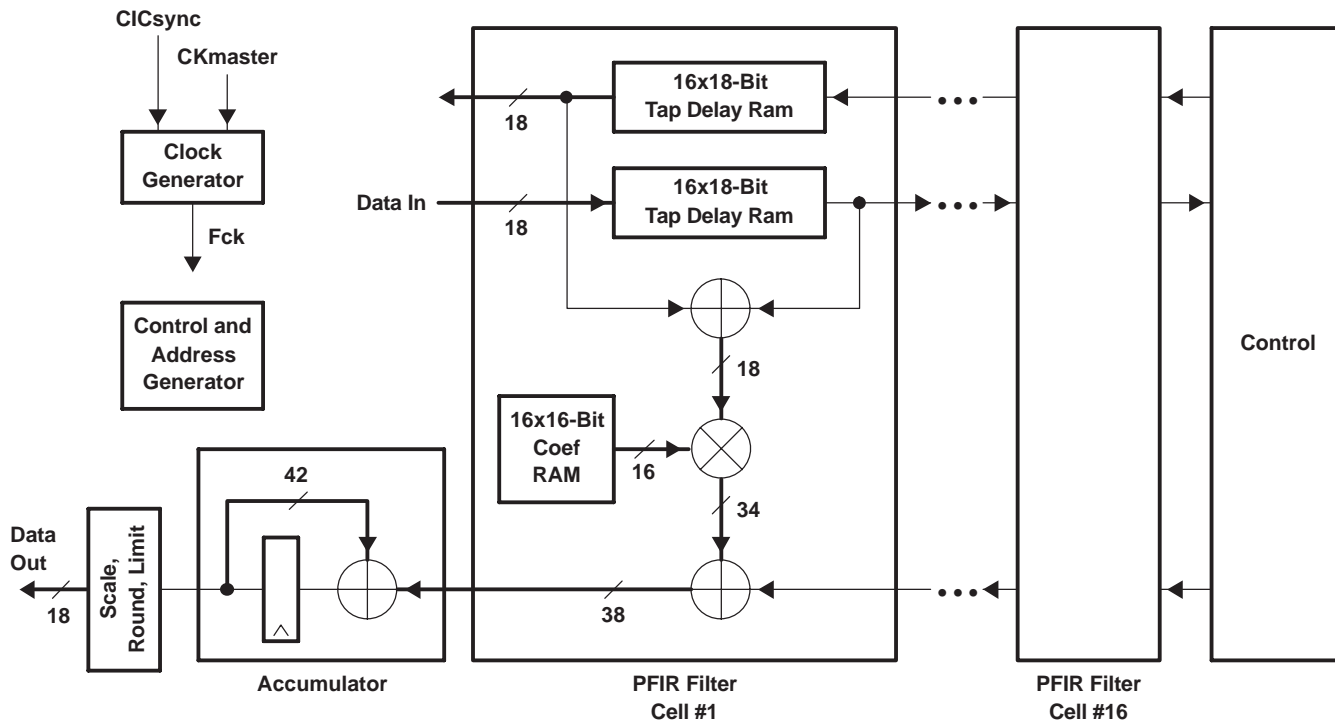 CICsync
CKmaster
Clock
Generator
Fck
Control and
Address
Generator
16x18-Bit
Tap Delay Ram
18
Data In
18
16x18-Bit
Tap Delay Ram
18
16x16-Bit
Coef
RAM
16
34
38
42
Data
Out
18
Scale,
Round, Limit
Accumulator
PFIR Filter
Cell #1
PFIR Filter
Cell #16
Control